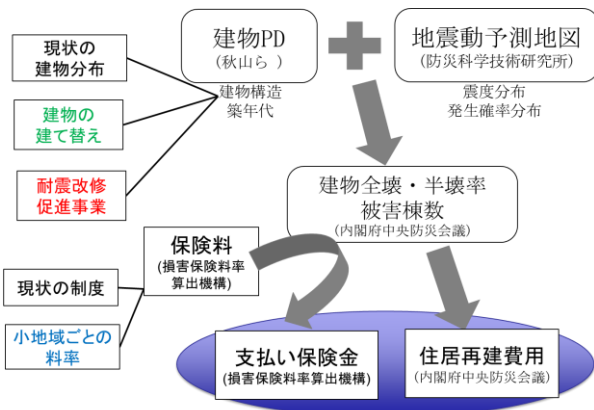 現状の
建物分布
建物の
建て替え
耐震改修
促進事業
建物PD
(秋山ら )
建物構造
築年代
地震動予測地図
(防災科学技術研究所)
震度分布
発生確率分布
建物全壊・半壊率
被害棟数
(内閣府中央防災会議)
保険料
(損害保険料率
算出機構)
現状の制度
小地域ごとの
料率
支払い保険金
(損害保険料率算出機構)
住居再建費用
(内閣府中央防災会議)